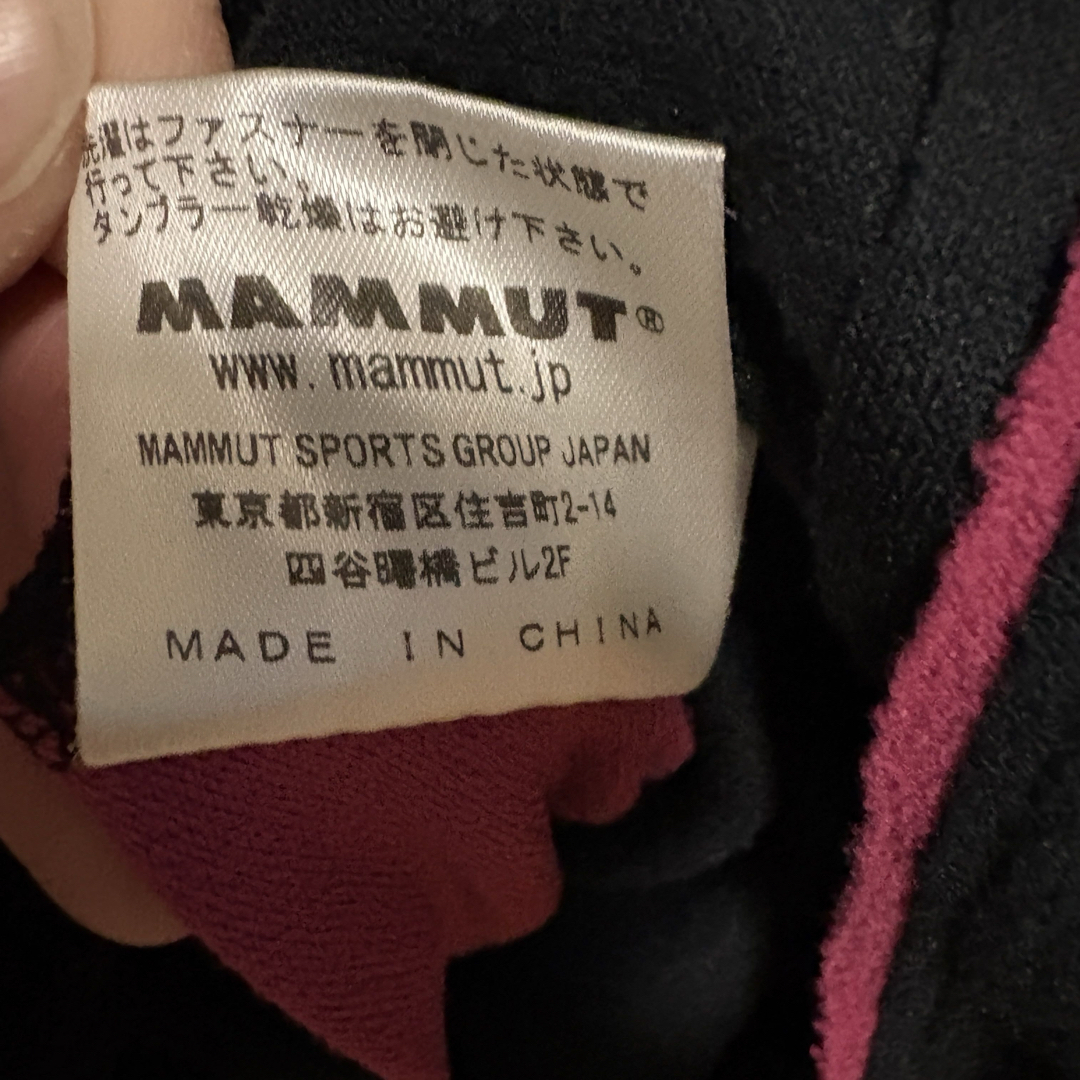 洗濯はファスナーを閉じた状態で
行って下さい。
タンブラー乾燥はお避け下さい。
MAMMUT®
www.mammut.jp
MAMMUT SPORTS GROUP JAPAN
東京都新宿区住吉町2-14
四谷曙橋ビル2F
MADE IN CHINA